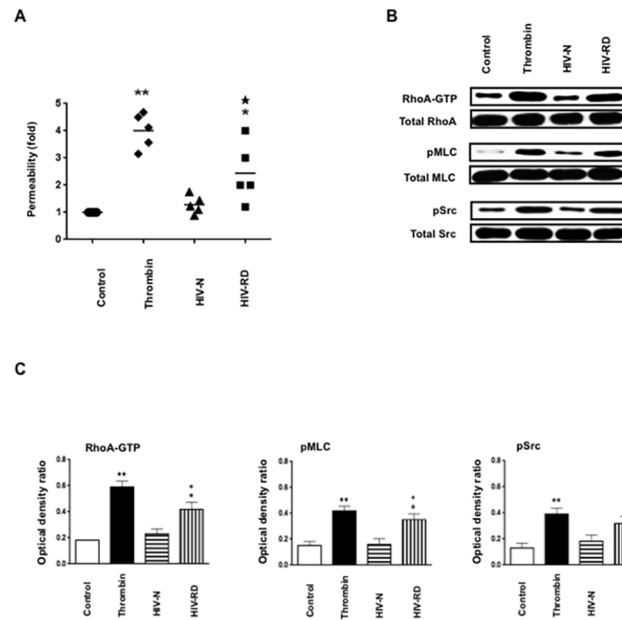 A
Permeability (fold)
5
4
3
2
1
0
**
★
*
Control
Thrombin
HIV-N
HIV-RD
B
Control
Thrombin
HIV-N
HIV-RD
RhoA-GTP
Total RhoA
pMLC
Total MLC
pSrc
Total Src
C
RhoA-GTP
Optical density ratio
0.8
0.6
0.4
0.2
0.0
**
+
*
Control
Thrombin
HIV-N
HIV-RD
pMLC
Optical density ratio
0.8
0.6
0.4
0.2
0.0
**
+
*
Control
Thrombin
HIV-N
HIV-RD
pSrc
Optical density ratio
0.8
0.6
0.4
0.2
0.0
**
Control
Thrombin
HIV-N
HIV-RD